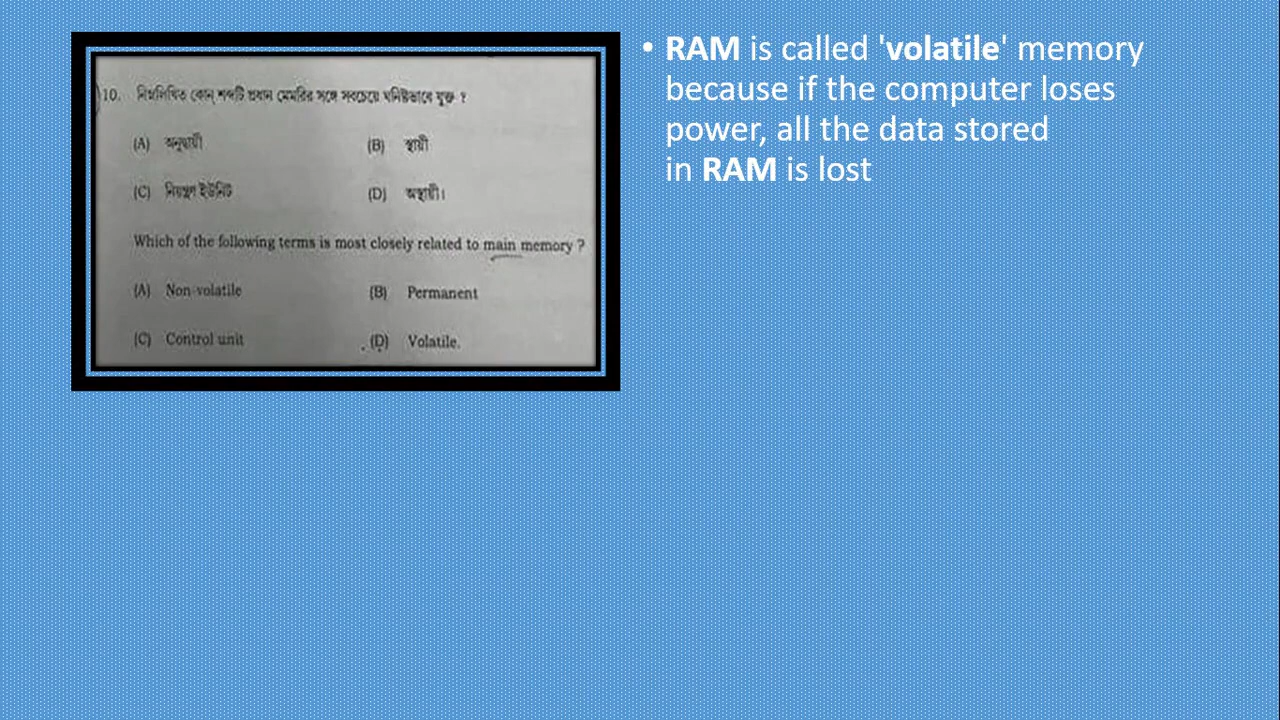 10. নিম্নলিখিত কোন্ শব্দটি প্রধান মেমরির সঙ্গে সবচেয়ে ঘনিষ্টভাবে যুক্ত ?
(A) অনুদ্বায়ী (B) স্থায়ী
(C) নিয়ন্ত্রণ ইউনিট (D) অস্থায়ী।
Which of the following terms is most closely related to main memory ?
(A) Non-volatile (B) Permanent
(C) Control unit (D) Volatile.
• RAM is called 'volatile' memory
because if the computer loses
power, all the data stored
in RAM is lost